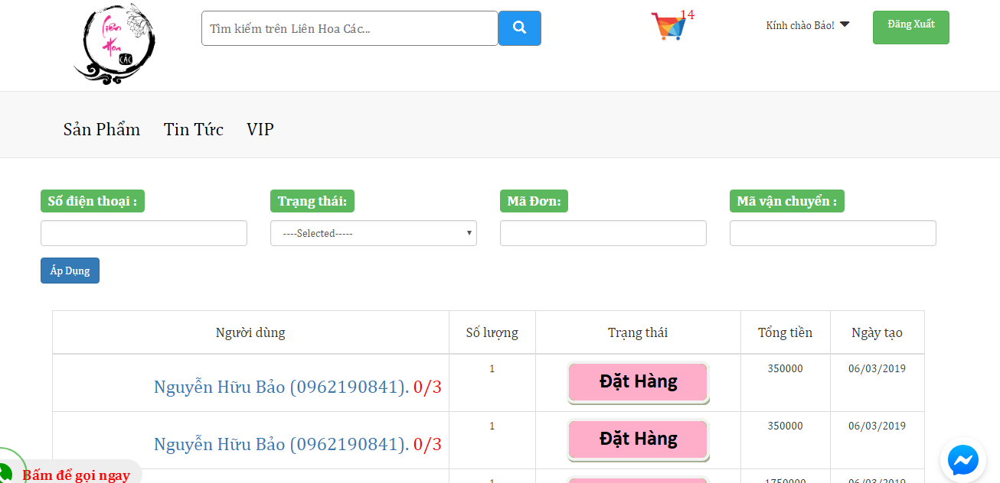 Liên
Hoa
CÁC
Tìm kiếm trên Liên Hoa Các...
14
Kính chào Bảo!
Đăng Xuất
Sản Phẩm Tin Tức VIP
Số điện thoại : Trạng thái: Mã Đơn: Mã vận chuyển :
----Selected-----
Áp Dụng
Người dùng Số lượng Trạng thái Tổng tiền Ngày tạo
Nguyễn Hữu Bảo (0962190841). 0/3 1 Đặt Hàng 350000 06/03/2019
Nguyễn Hữu Bảo (0962190841). 0/3 1 Đặt Hàng 350000 06/03/2019
1 1750000 06/03/2019
Bấm để gọi ngay